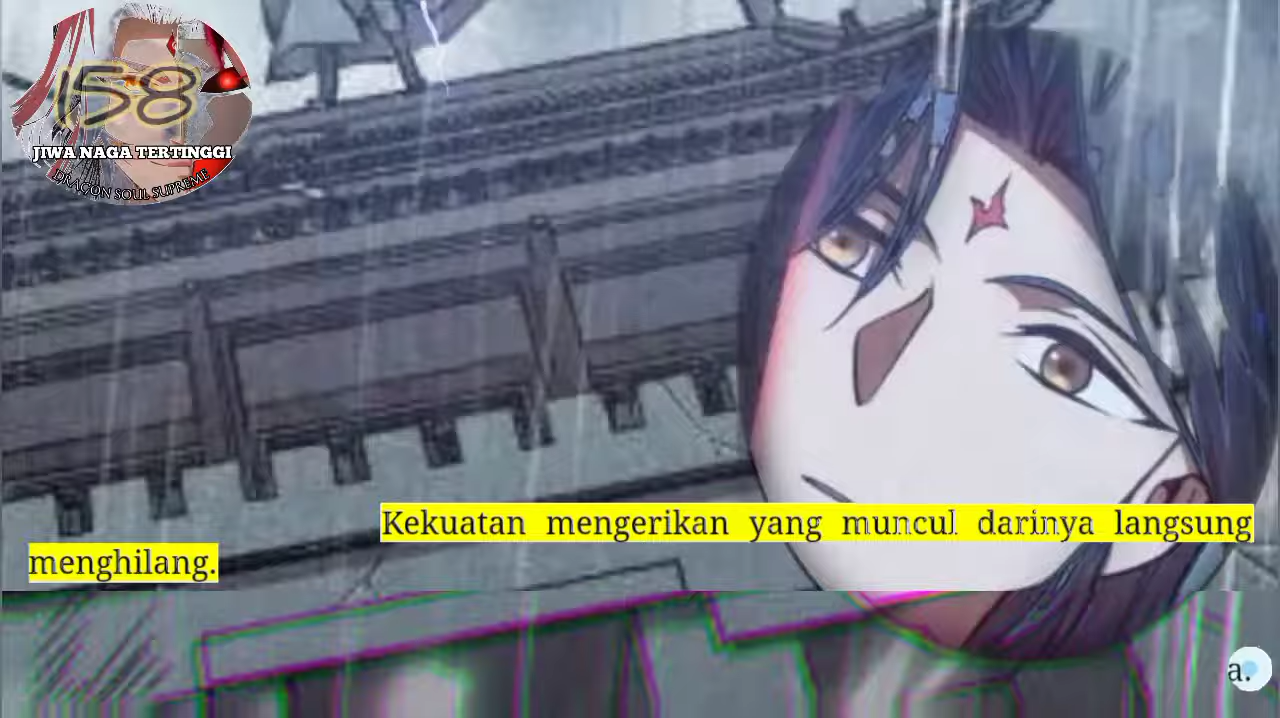 158
JIWA NAGA TERTINGGI
DRAGON SOUL SUPREME
Kekuatan mengerikan yang muncul darinya langsung
menghilang.
a.